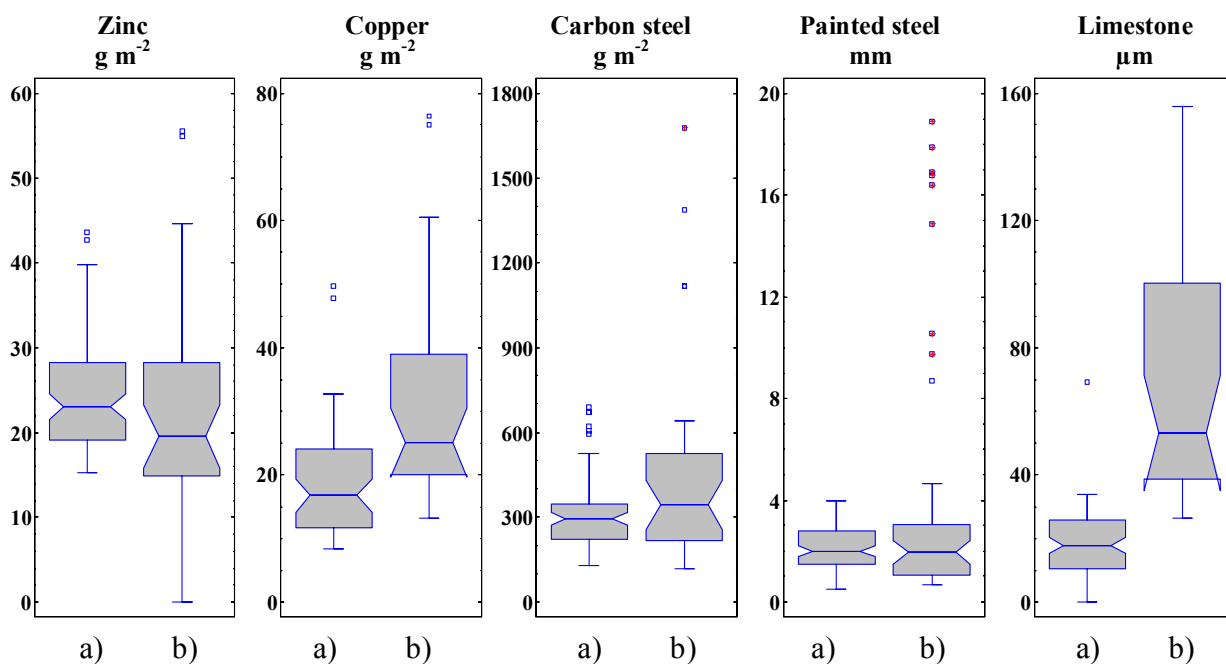 Zinc
g m-2
60
50
40
30
20
10
0
a) b)
Copper
g m-2
80
60
40
20
0
a) b)
Carbon steel
g m-2
1800
1500
1200
900
600
300
0
a) b)
Painted steel
mm
20
16
12
8
4
0
a) b)
Limestone
µm
160
120
80
40
0
a) b)